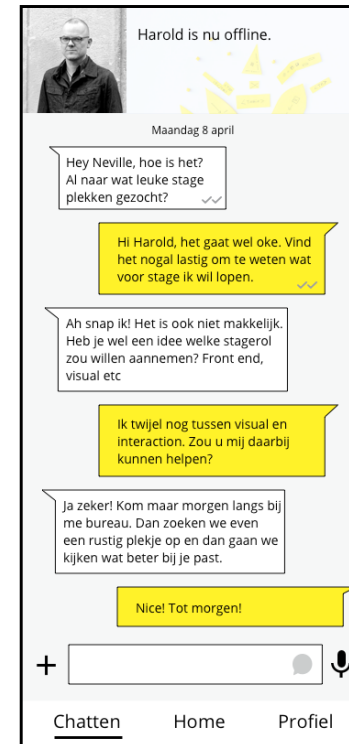 Harold is nu offline.
Maandag 8 april
Hey Neville, hoe is het?
Al naar wat leuke stage
plekken gezocht?
Hi Harold, het gaat wel oke. Vind
het nogal lastig om te weten wat
voor stage ik wil lopen.
Ah snap ik! Het is ook niet makkelijk.
Heb je wel een idee welke stagerol
zou willen aannemen? Front end,
visual etc
Ik twijel nog tussen visual en
interaction. Zou u mij daarbij
kunnen helpen?
Ja zeker! Kom maar morgen langs bij
me bureau. Dan zoeken we even
een rustig plekje op en dan gaan we
kijken wat beter bij je past.
Nice! Tot morgen!
Chatten Home Profiel